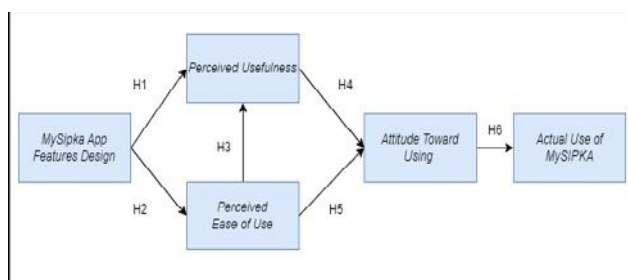 Perceived Usefulness
H1
H4
MySipka App
Features Design
H3
Attitude Toward
Using
H6
Actual Use of
MySIPKA
H2
Perceived
Ease of Use
H5